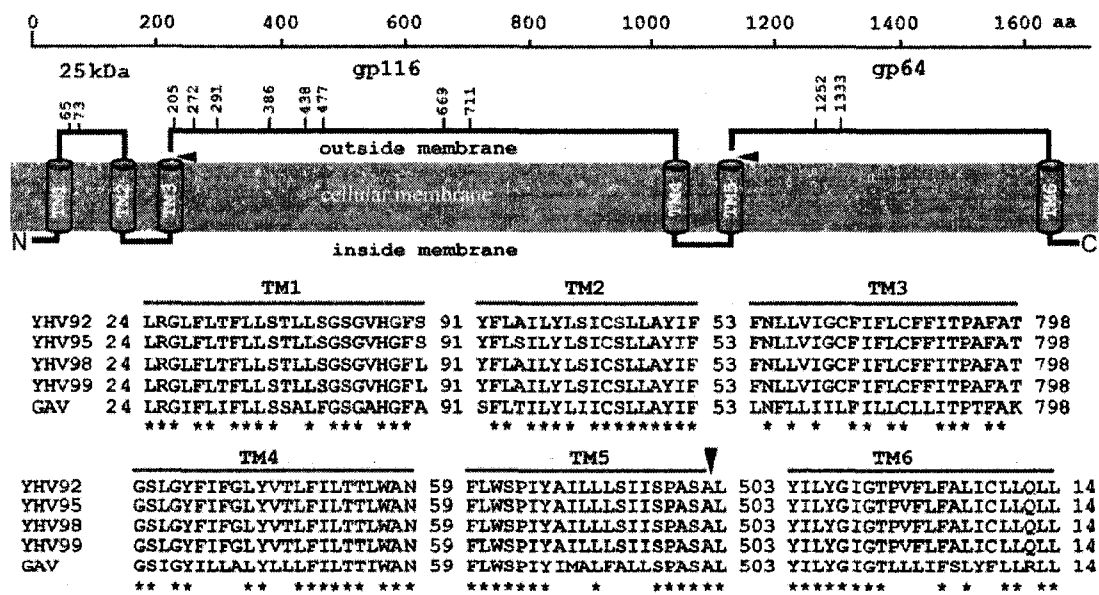 0 200 400 600 800 1000 1200 1400 1600 aa
25kDa gp116 gp64
65 73 205 272 291 386 438 477 669 711 1252 1333
outside membrane
TM1 TM2 TM3 cellular membrane TM4 TM5 TM6
N inside membrane C
TM1 TM2 TM3
YHV92 24 LRGLFLTFLLSTLLSGSGVHGFS 91 YFLAILYLSICSLLAYIF 53 FNLLVIGCFIFLCFFITPAFAT 798
YHV95 24 LRGLFLTFLLSTLLSGSGVHGFS 91 YFLSILYLSICSLLAYIF 53 FNLLVIGCFIFLCFFITPAFAT 798
YHV98 24 LRGLFLTFLLSTLLSGSGVHGFL 91 YFLAILYLSICSLLAYIF 53 FNLLVIGCFIFLCFFITPAFAT 798
YHV99 24 LRGLFLTFLLSTLLSGSGVHGFL 91 YFLAILYLSICSLLAYIF 53 FNLLVIGCFIFLCFFITPAFAT 798
GAV 24 LRGIFLIFLLSSALFGSGAHGFA 91 SFLTILYLIICSLLAYIF 53 LNFLLIILFILLCLLITPTFAK 798
*** ** **** * *** *** ** **** ********* * * * ** ** ** **
TM4 TM5 TM6
YHV92 GSLGYFIFGLYVTLFILTTLWAN 59 FLWSPIYAILLLSIISPASAL 503 YILYGIGTPVFLFALICLLQLL 14
YHV95 GSLGYFIFGLYVTLFILTTLWAN 59 FLWSPIYAILLLSIISPASAL 503 YILYGIGTPVFLFALICLLQLL 14
YHV98 GSLGYFIFGLYVTLFILTTLWAN 59 FLWSPIYAILLLSIISPASAL 503 YILYGIGTPVFLFALICLLQLL 14
YHV99 GSLGYFIFGLYVTLFILTTLWAN 59 FLWSPIYAILLLSIISPASAL 503 YILYGIGTPVFLFALICLLQLL 14
GAV GSIGYILLALYLLLFILTTIWAN 59 FLWSPIYIMALFALLSPASAL 503 YILYGIGTLLLIFSLYFLLRLL 14
** ** ** ****** *** ******* * ****** ******** * * ** **